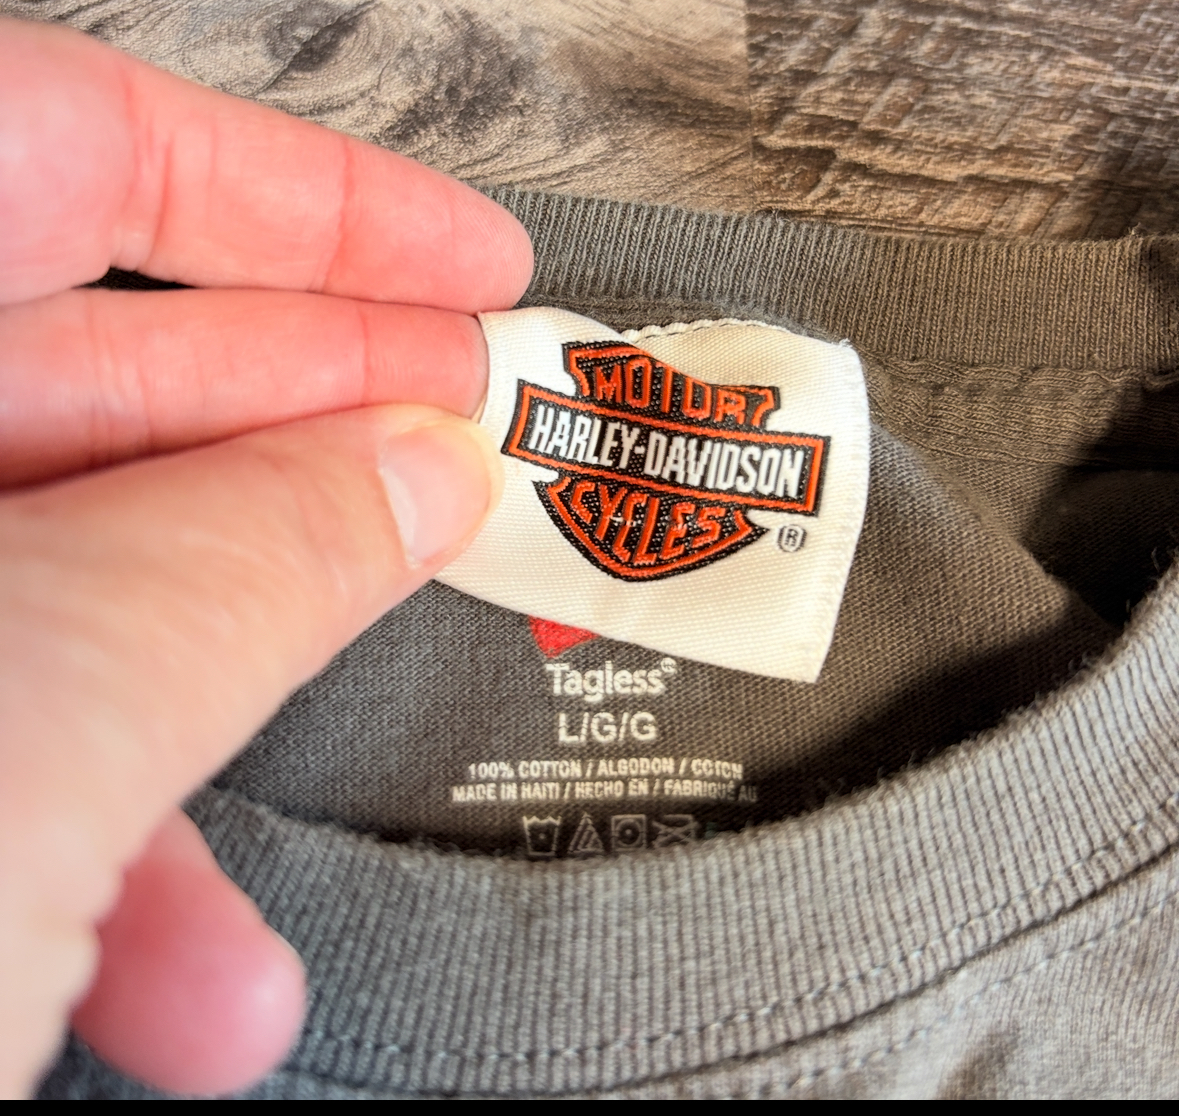 MOTOR
HARLEY-DAVIDSON
CYCLES
®
Tagless
L/G/G
100% COTTON / ALGODON / COTON
MADE IN HAITI / HECHO EN / FABRIQUÉ AU